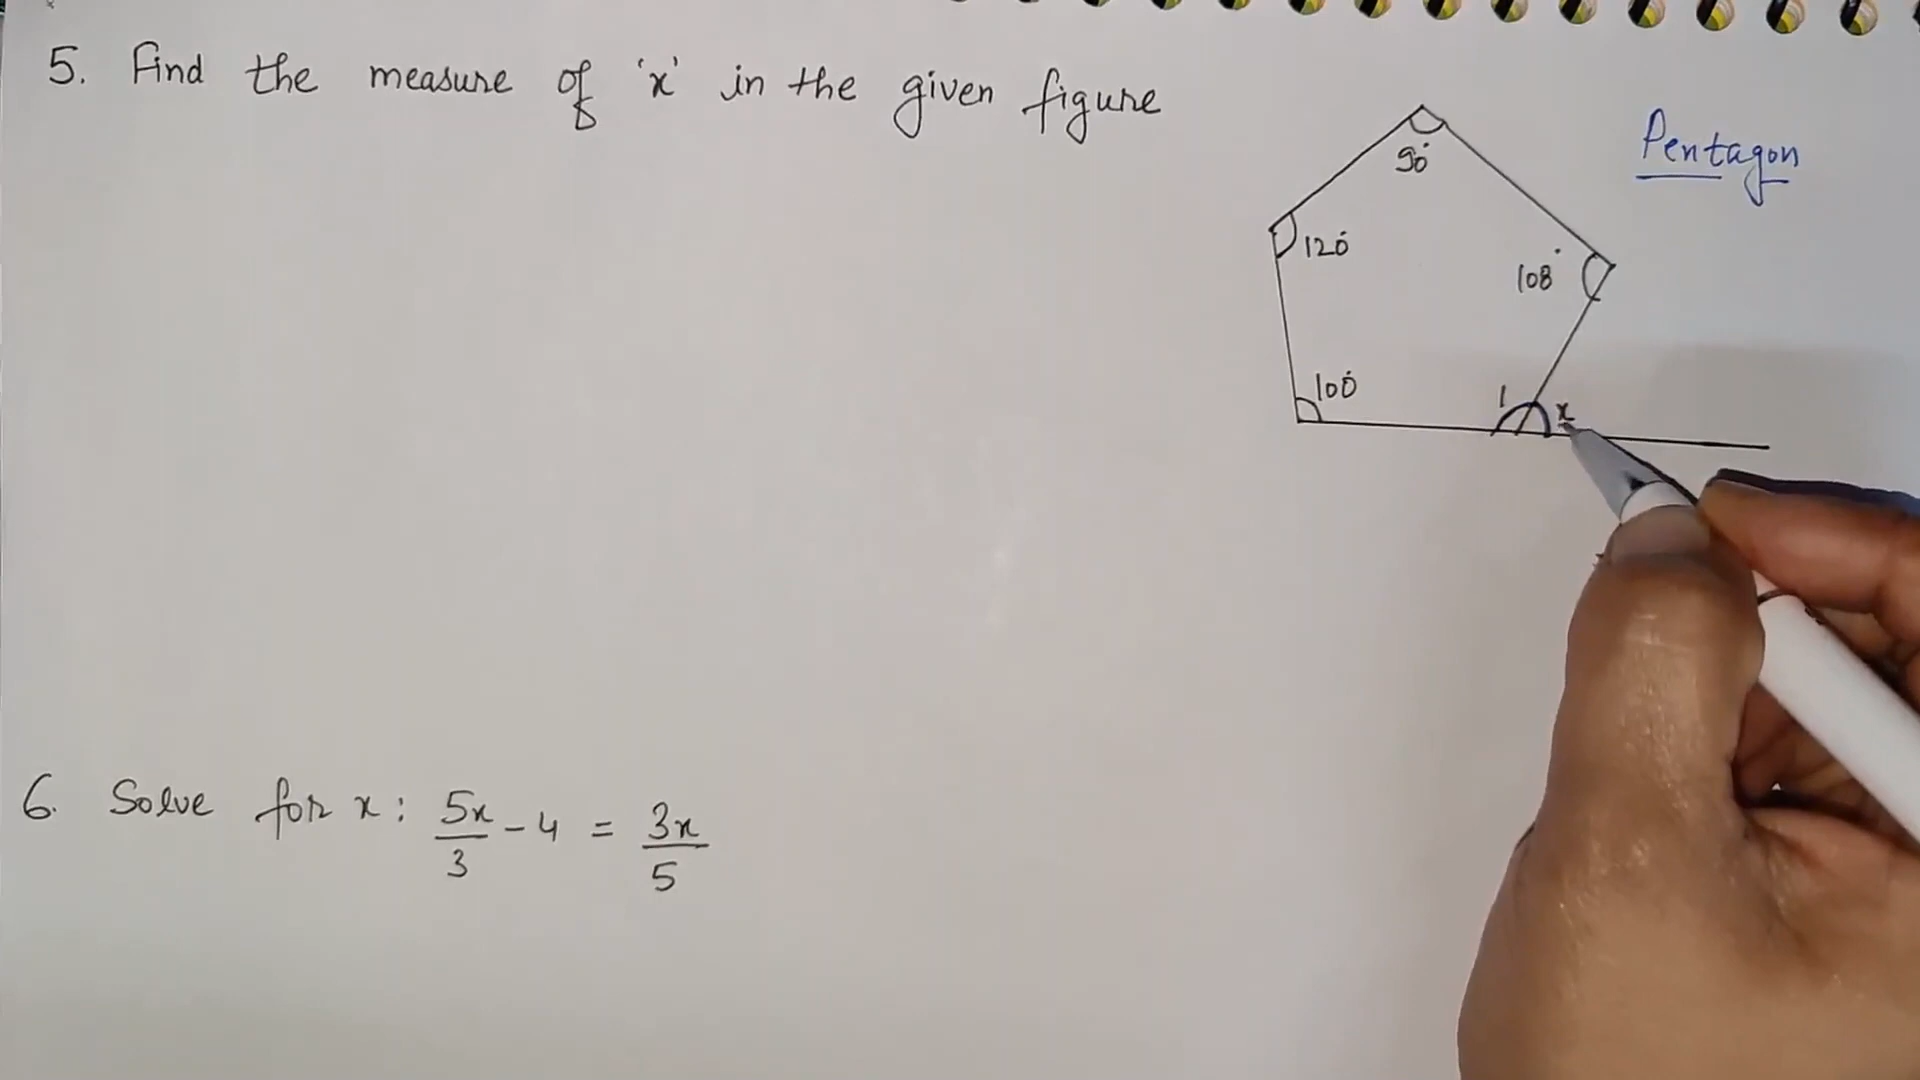 5. Find the measure of 'x' in the given figure
Pentagon
90°
120°
108°
100°
1 x
6. Solve for x: 5x/3 - 4 = 3x/5